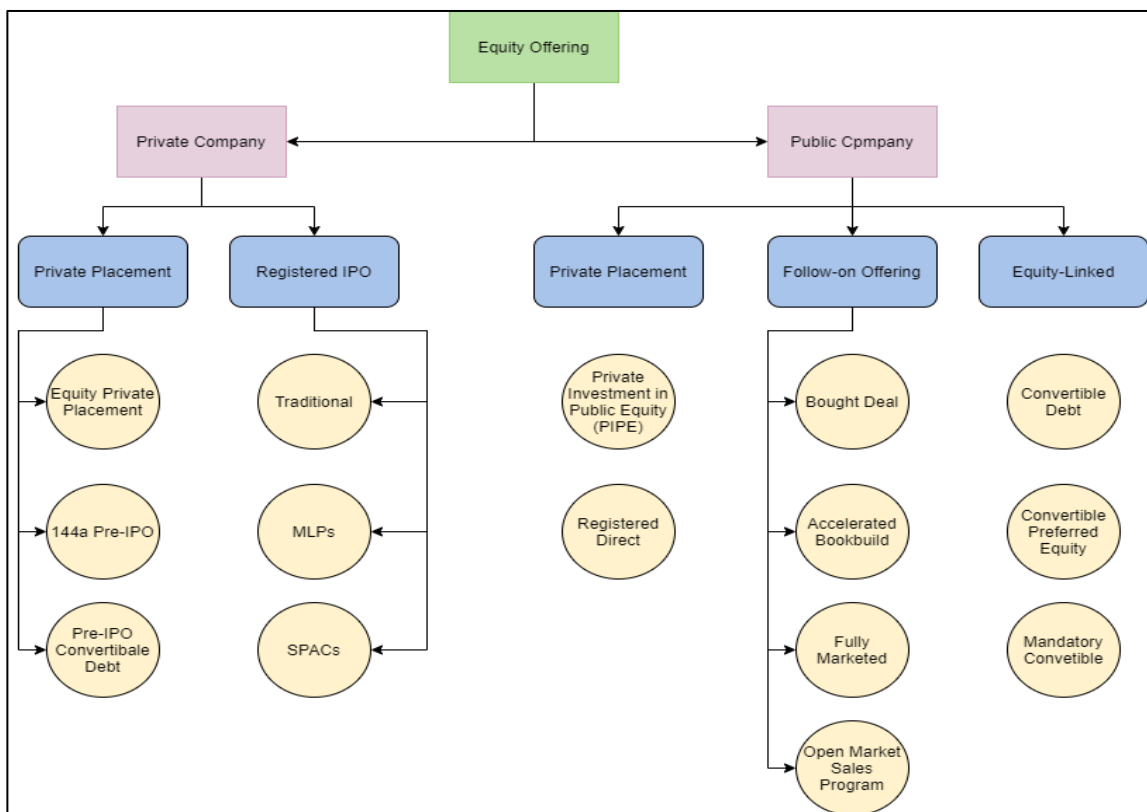 Equity Offering
Private Company
Public Cpmpany
Private Placement
Registered IPO
Private Placement
Follow-on Offering
Equity-Linked
Equity Private
Placement
Traditional
Private
Investment in
Public Equity
(PIPE)
Bought Deal
Convertible
Debt
144a Pre-IPO
MLPs
Registered
Direct
Accelerated
Bookbuild
Convertible
Preferred
Equity
Pre-IPO
Convertibale
Debt
SPACs
Fully
Marketed
Mandatory
Convetible
Open Market
Sales
Program